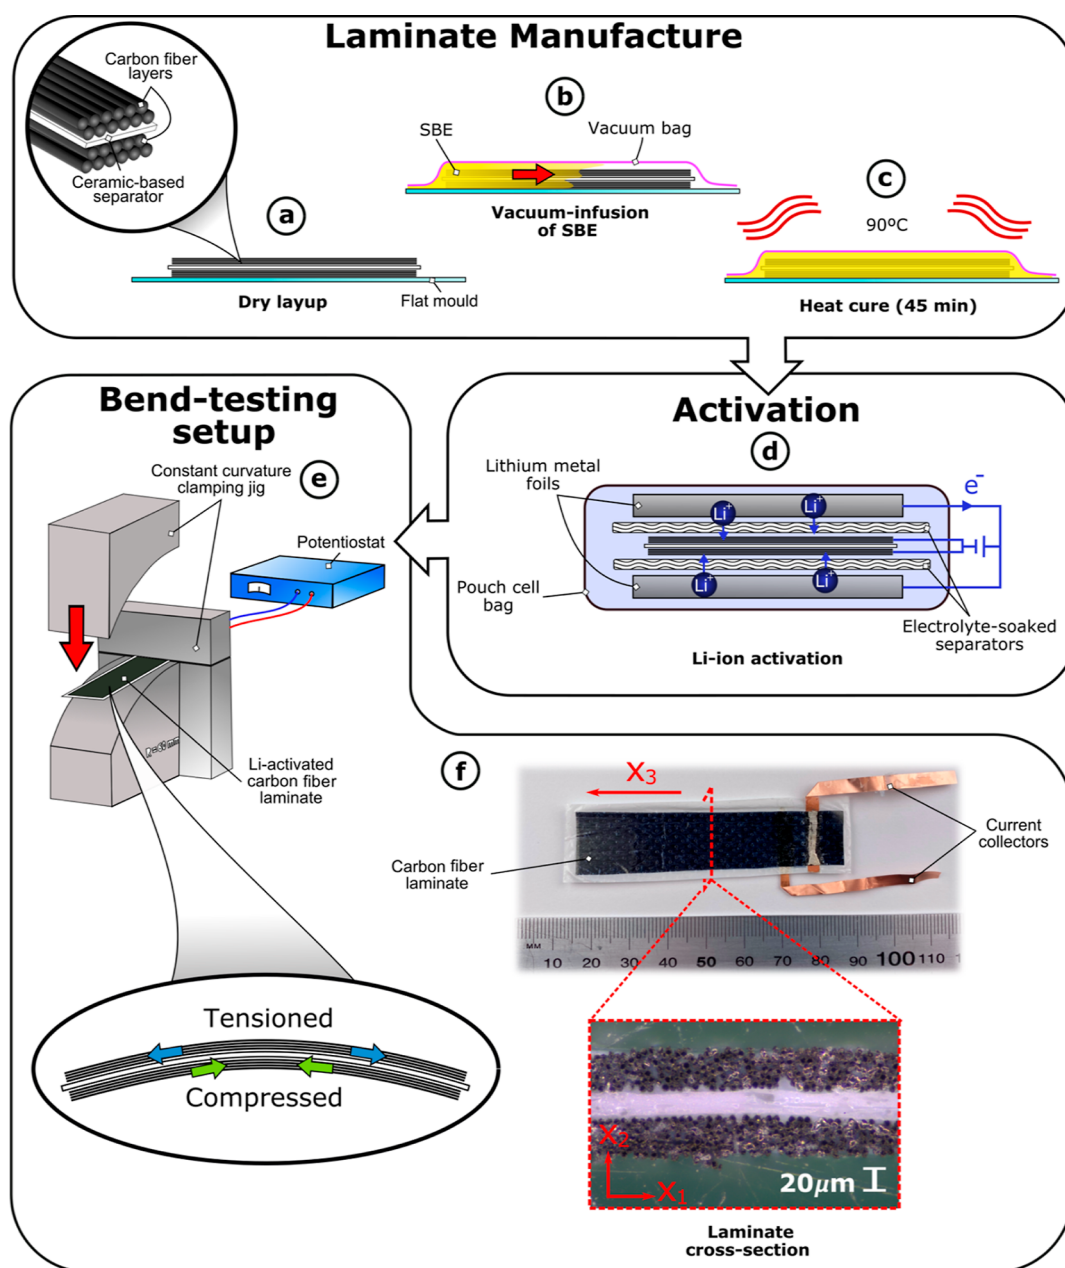 Laminate Manufacture
Carbon fiber
layers
Ceramic-based
separator
a
Dry layup
Flat mould
b
SBE
Vacuum bag
Vacuum-infusion
of SBE
c
90ºC
Heat cure (45 min)
Activation
d
Lithium metal
foils
e-
Li+
Li+
Li+
Li+
Pouch cell
bag
Electrolyte-soaked
separators
Li-ion activation
Bend-testing
setup
e
Constant curvature
clamping jig
Potentiostat
Li-activated
carbon fiber
laminate
Tensioned
Compressed
f
X3
Carbon fiber
laminate
Current
collectors
MM
10 20 30 40 50 60 70 80 90 100 110
X2
X1
20μm
Laminate
cross-section